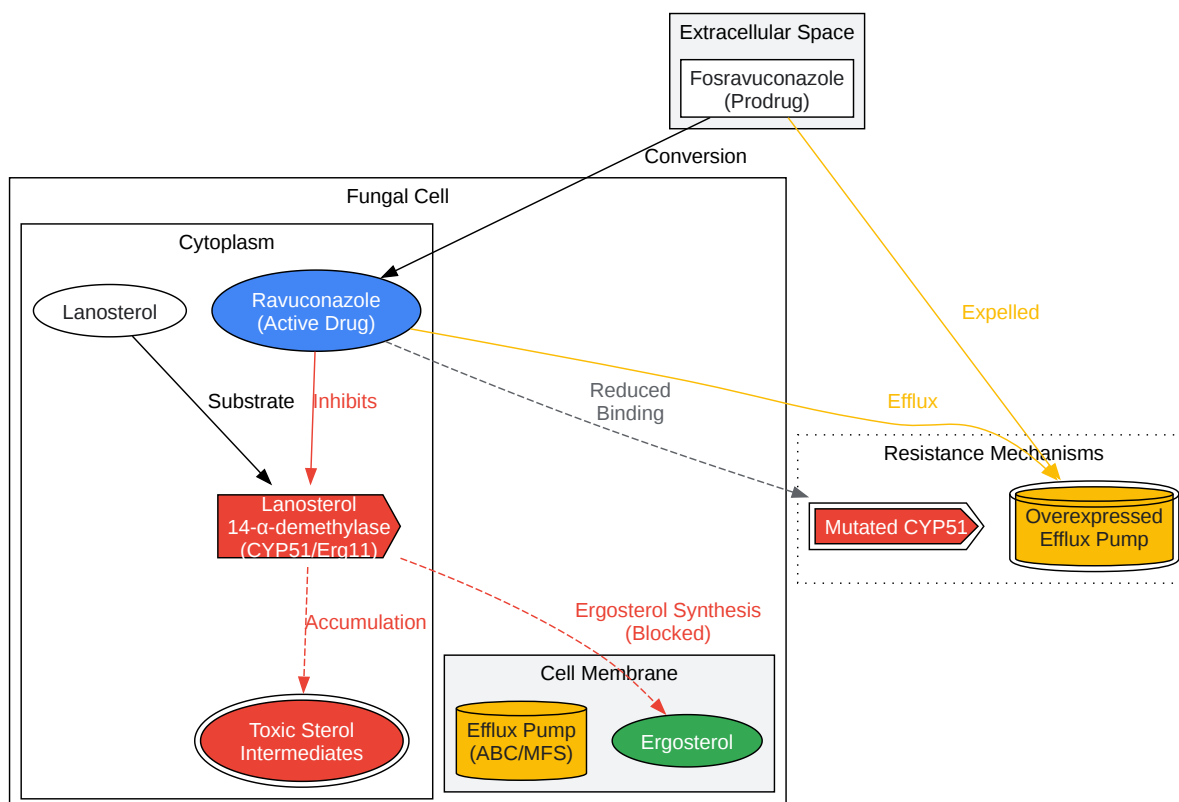 Extracellular Space
Fosravuconazole
(Prodrug)
Conversion
Fungal Cell
Cytoplasm
Lanosterol
Ravuconazole
(Active Drug)
Expelled
Substrate
Inhibits
Reduced
Binding
Efflux
Resistance Mechanisms
Lanosterol
14-α-demethylase
(CYP51/Erg11)
Mutated CYP51
Overexpressed
Efflux Pump
Accumulation
Ergosterol Synthesis
(Blocked)
Cell Membrane
Toxic Sterol
Intermediates
Efflux Pump
(ABC/MFS)
Ergosterol